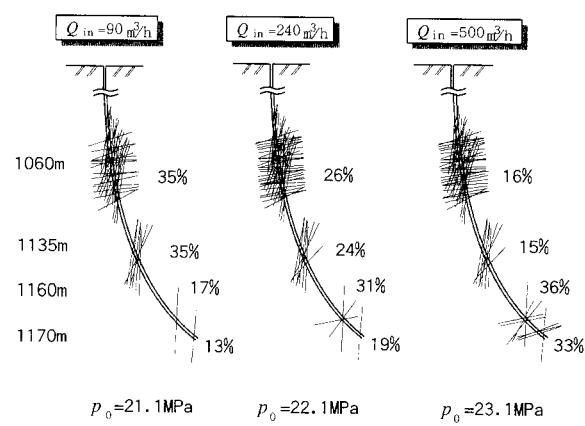 Q in =90 m³/h Q in =240 m³/h Q in =500 m³/h
1060m 35% 26% 16%
1135m 35% 24% 15%
1160m 17% 31% 36%
1170m 13% 19% 33%
p₀=21.1MPa p₀=22.1MPa p₀=23.1MPa